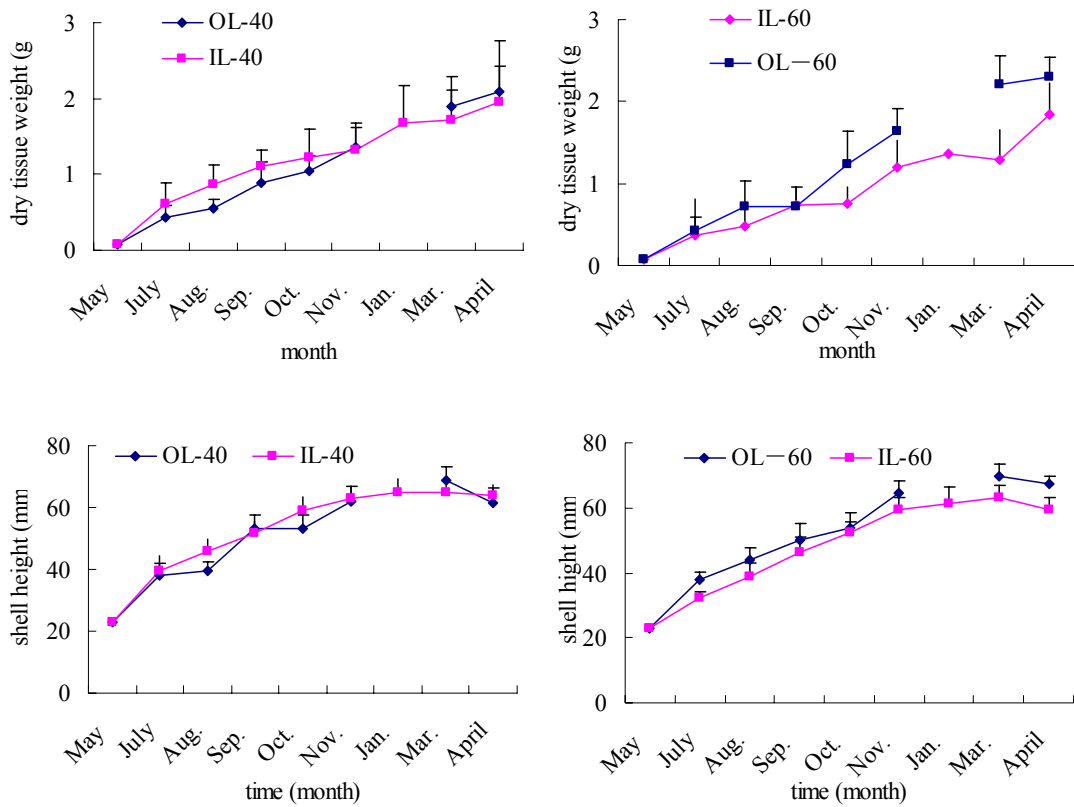 OL-40
IL-40
3
2
1
0
dry tissue weight (g
May July Aug. Sep. Oct. Nov. Jan. Mar. April
month
IL-60
OL－60
3
2
1
0
dry tissue weight (g
May July Aug. Sep. Oct. Nov. Jan. Mar. April
month
OL-40 IL-40
80
60
40
20
0
shell height (mm
May July Aug. Sep. Oct. Nov. Jan. Mar. April
time (month)
OL－60 IL-60
80
60
40
20
0
shell hight (mm
May July Aug. Sep. Oct. Nov. Jan. Mar. April
time (month)